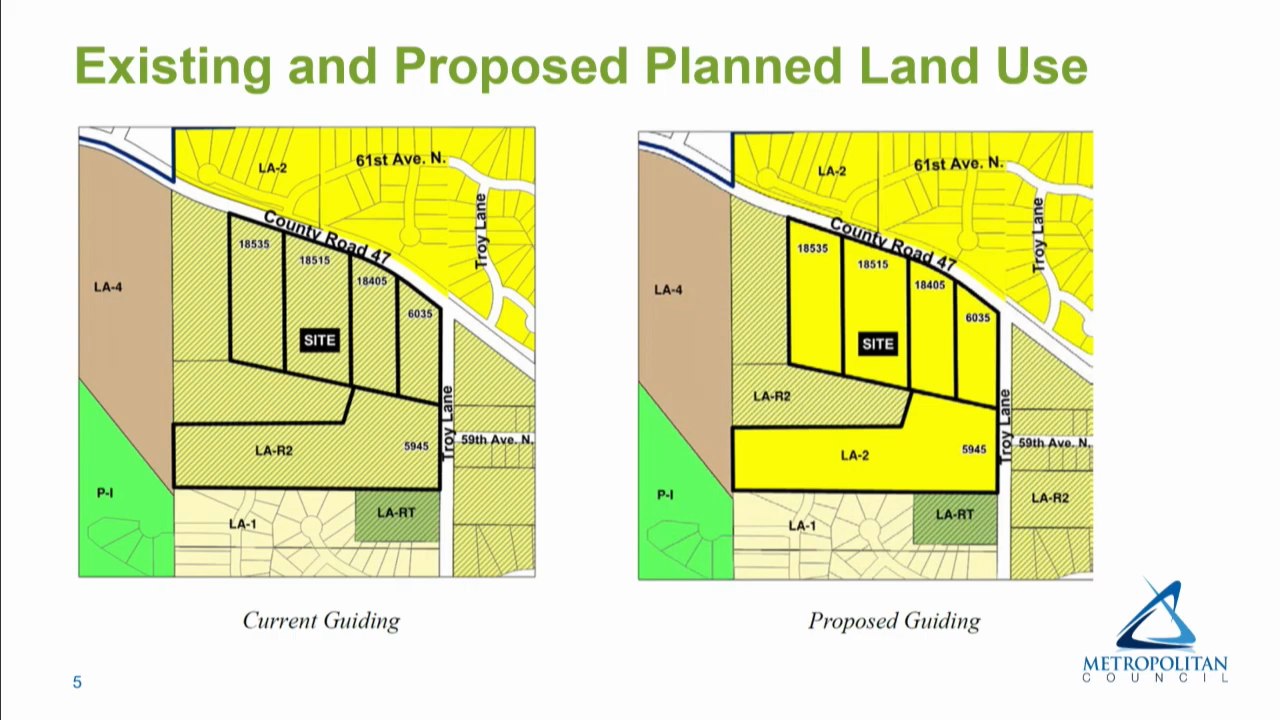 Existing and Proposed Planned Land Use
LA-2
61st Ave. N.
Troy Lane
County Road 47
18535
18515
18405
6035
LA-4
SITE
Troy Lane
59th Ave. N.
LA-R2
5945
P-I
LA-1
LA-RT
Current Guiding
LA-2
61st Ave. N.
Troy Lane
County Road 47
18535
18515
18405
6035
LA-4
SITE
LA-R2
Troy Lane
59th Ave. N.
LA-2
5945
P-I
LA-R2
LA-1
LA-RT
Proposed Guiding
METROPOLITAN
COUNCIL
5